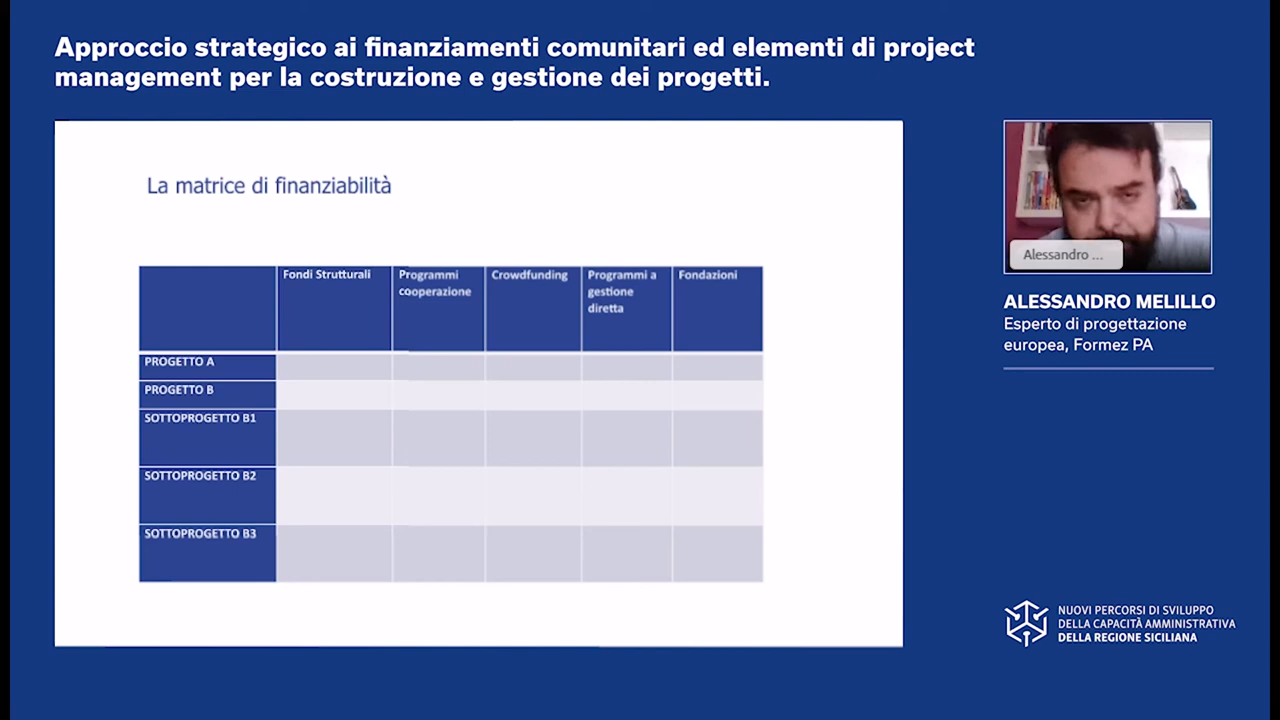 Approccio strategico ai finanziamenti comunitari ed elementi di project
management per la costruzione e gestione dei progetti.
La matrice di finanziabilità
Fondi Strutturali
Programmi
cooperazione
Crowdfunding
Programmi a
gestione
diretta
Fondazioni
PROGETTO A
PROGETTO B
SOTTOPROGETTO B1
SOTTOPROGETTO B2
SOTTOPROGETTO B3
Alessandro ...
ALESSANDRO MELILLO
Esperto di progettazione
europea, Formez PA
NUOVI PERCORSI DI SVILUPPO
DELLA CAPACITÀ AMMINISTRATIVA
DELLA REGIONE SICILIANA